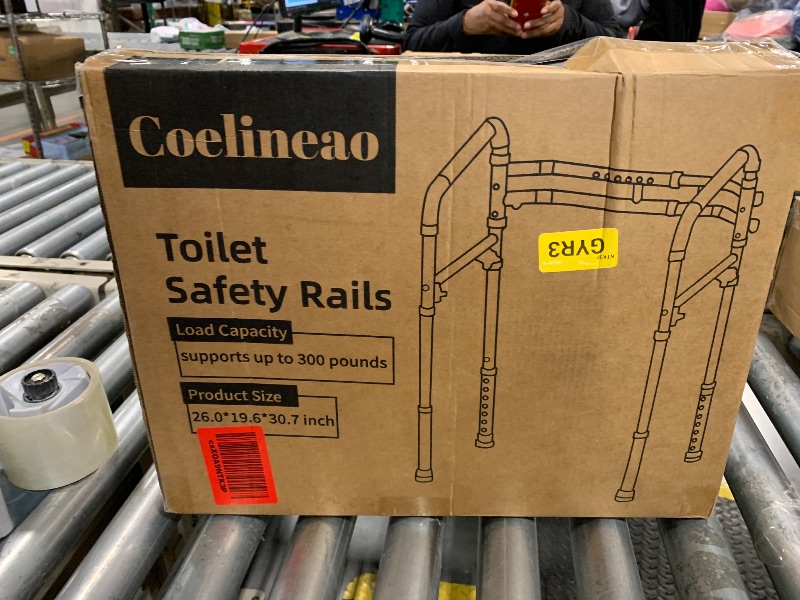 Coelineao
Toilet
Safety Rails
Load Capacity
supports up to 300 pounds
Product Size
26.0*19.6*30.7 inch
GYR3